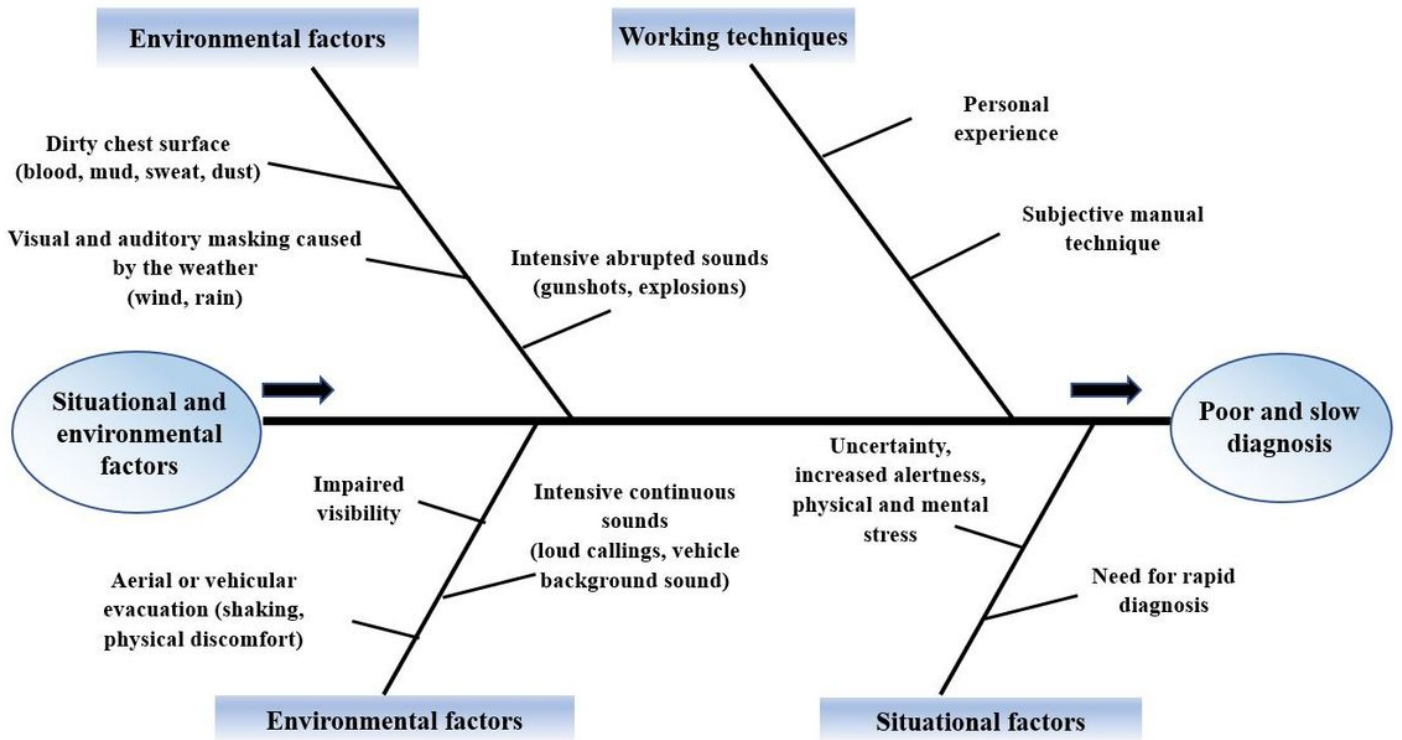 Environmental factors
Working techniques
Personal
experience
Dirty chest surface
(blood, mud, sweat, dust)
Subjective manual
technique
Visual and auditory masking caused
by the weather
(wind, rain)
Intensive abrupted sounds
(gunshots, explosions)
Situational and
environmental
factors
Poor and slow
diagnosis
Impaired
visibility
Intensive continuous
sounds
(loud callings, vehicle
background sound)
Uncertainty,
increased alertness,
physical and mental
stress
Aerial or vehicular
evacuation (shaking,
physical discomfort)
Need for rapid
diagnosis
Environmental factors
Situational factors